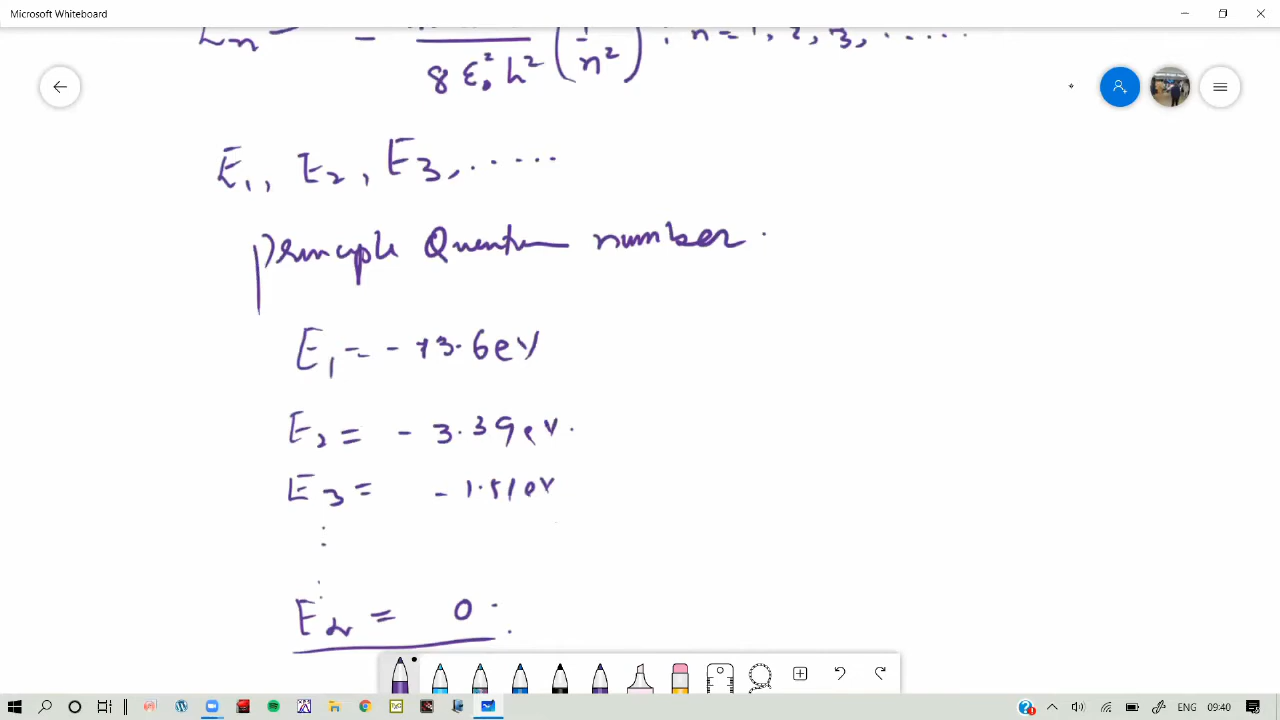 Microsoft Whiteboard
En = - 8 ε₀² h² (1/n²) : n = 1, 2, 3, .....
E₁, E₂, E₃, ......
principle Quantum number.
E₁ = - 13.6 eV
E₂ = - 3.39 eV.
E₃ = - 1.51 eV
:
E∞ = 0.
ENG 09:40